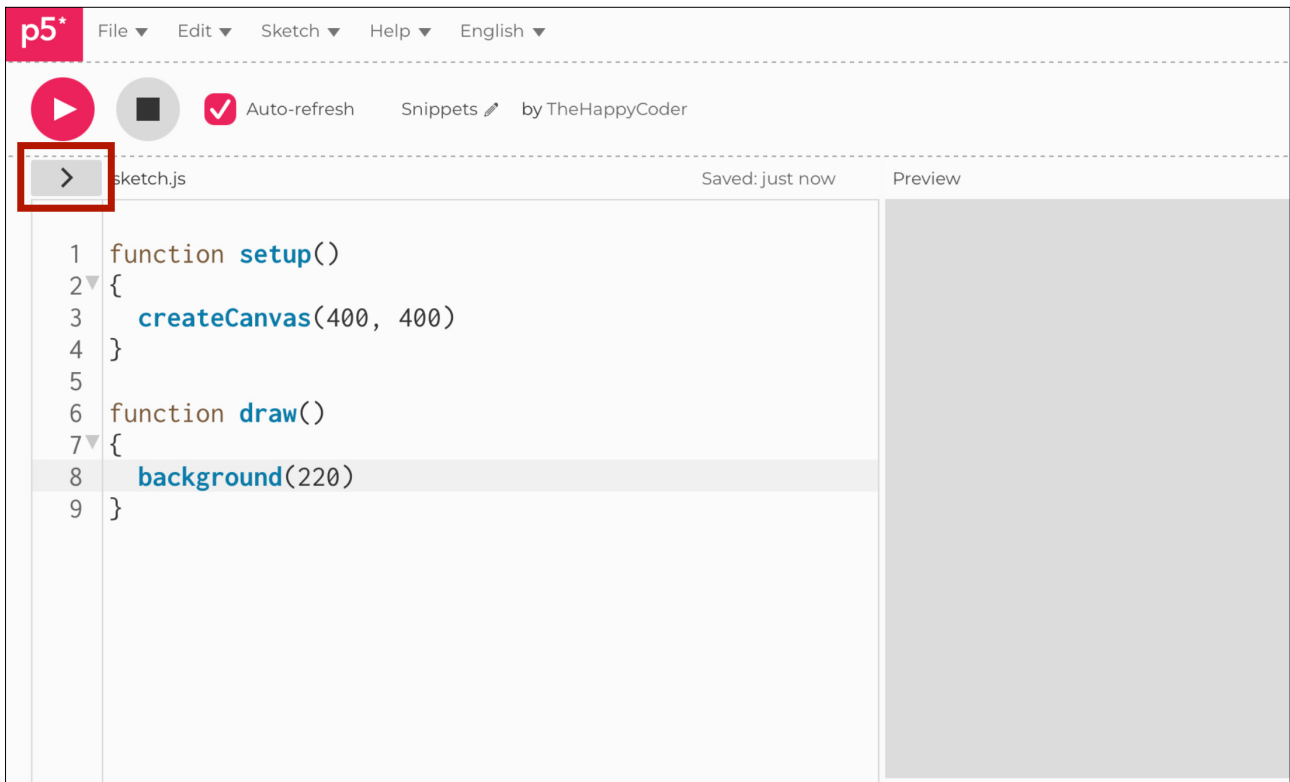 p5* File Edit Sketch Help English
Auto-refresh Snippets by TheHappyCoder
sketch.js Saved: just now Preview
1 function setup()
2 {
3 createCanvas(400, 400)
4 }
5
6 function draw()
7 {
8 background(220)
9 }